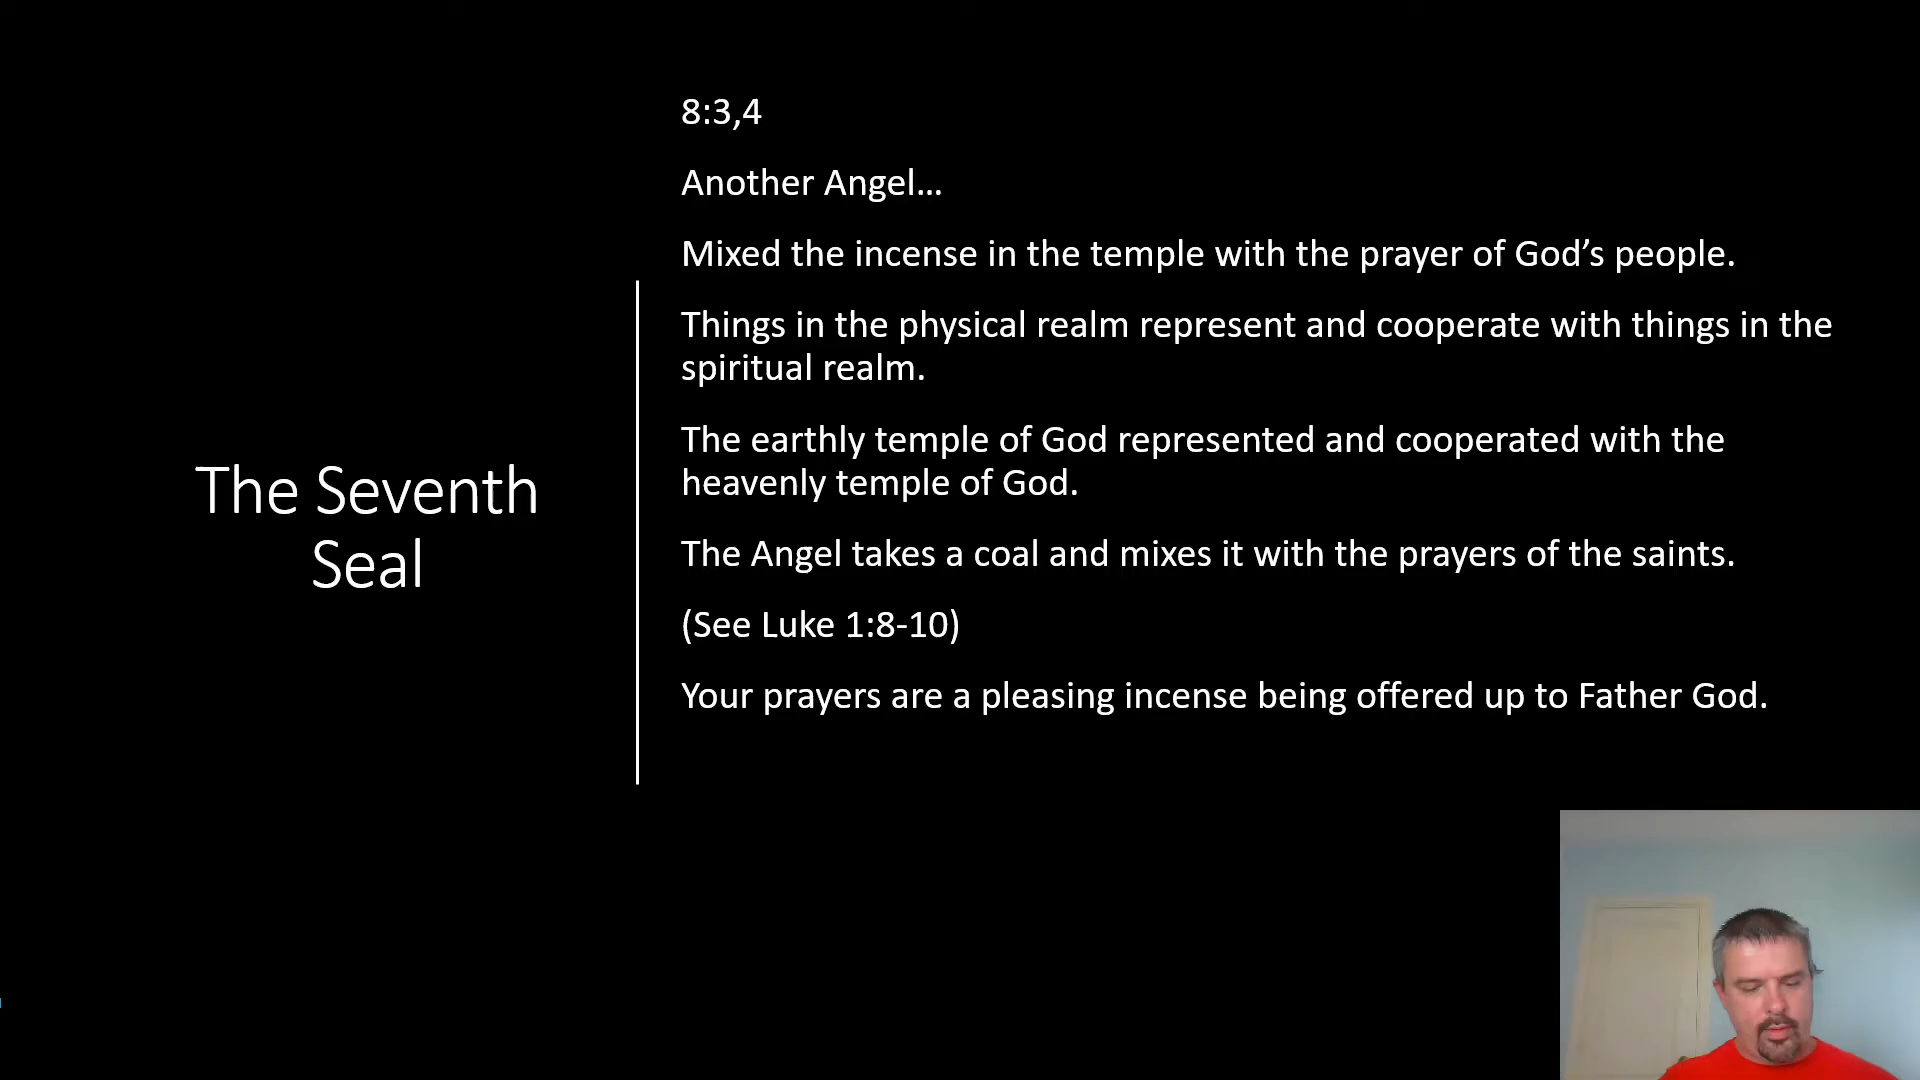 The Seventh
Seal
8:3,4
Another Angel…
Mixed the incense in the temple with the prayer of God’s people.
Things in the physical realm represent and cooperate with things in the
spiritual realm.
The earthly temple of God represented and cooperated with the
heavenly temple of God.
The Angel takes a coal and mixes it with the prayers of the saints.
(See Luke 1:8-10)
Your prayers are a pleasing incense being offered up to Father God.